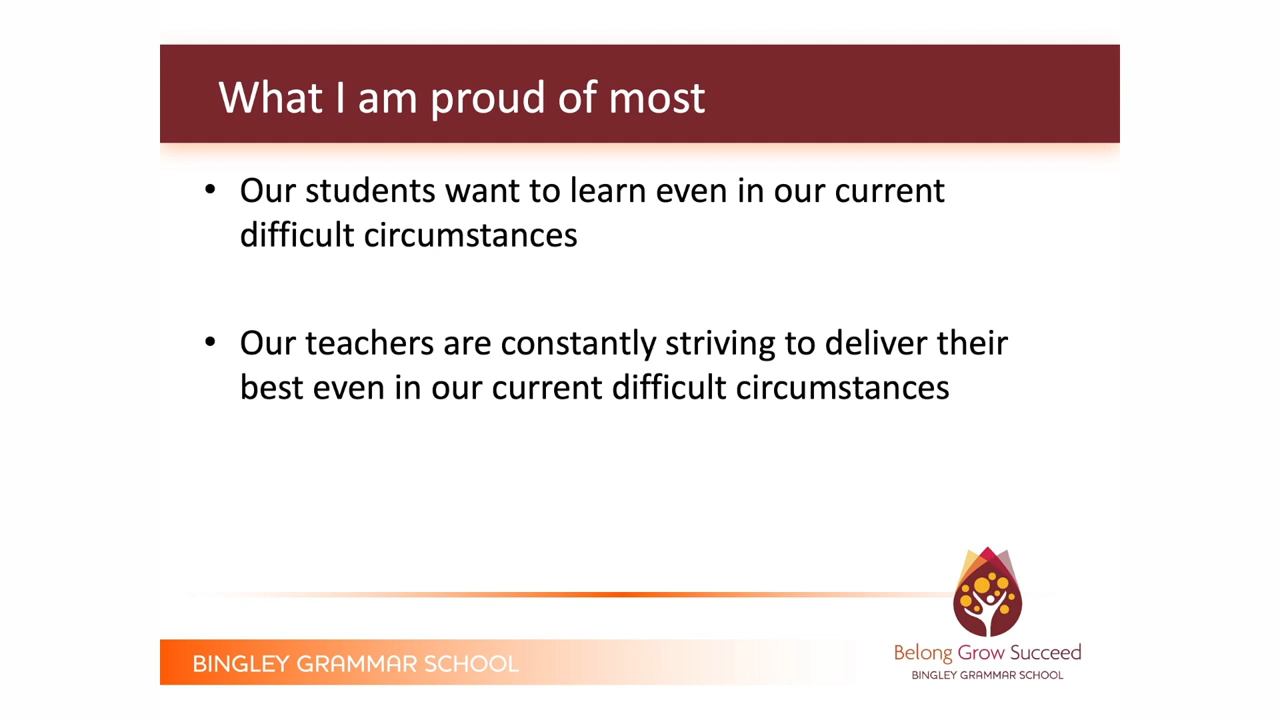 What I am proud of most
• Our students want to learn even in our current
difficult circumstances
• Our teachers are constantly striving to deliver their
best even in our current difficult circumstances
BINGLEY GRAMMAR SCHOOL
Belong Grow Succeed
BINGLEY GRAMMAR SCHOOL